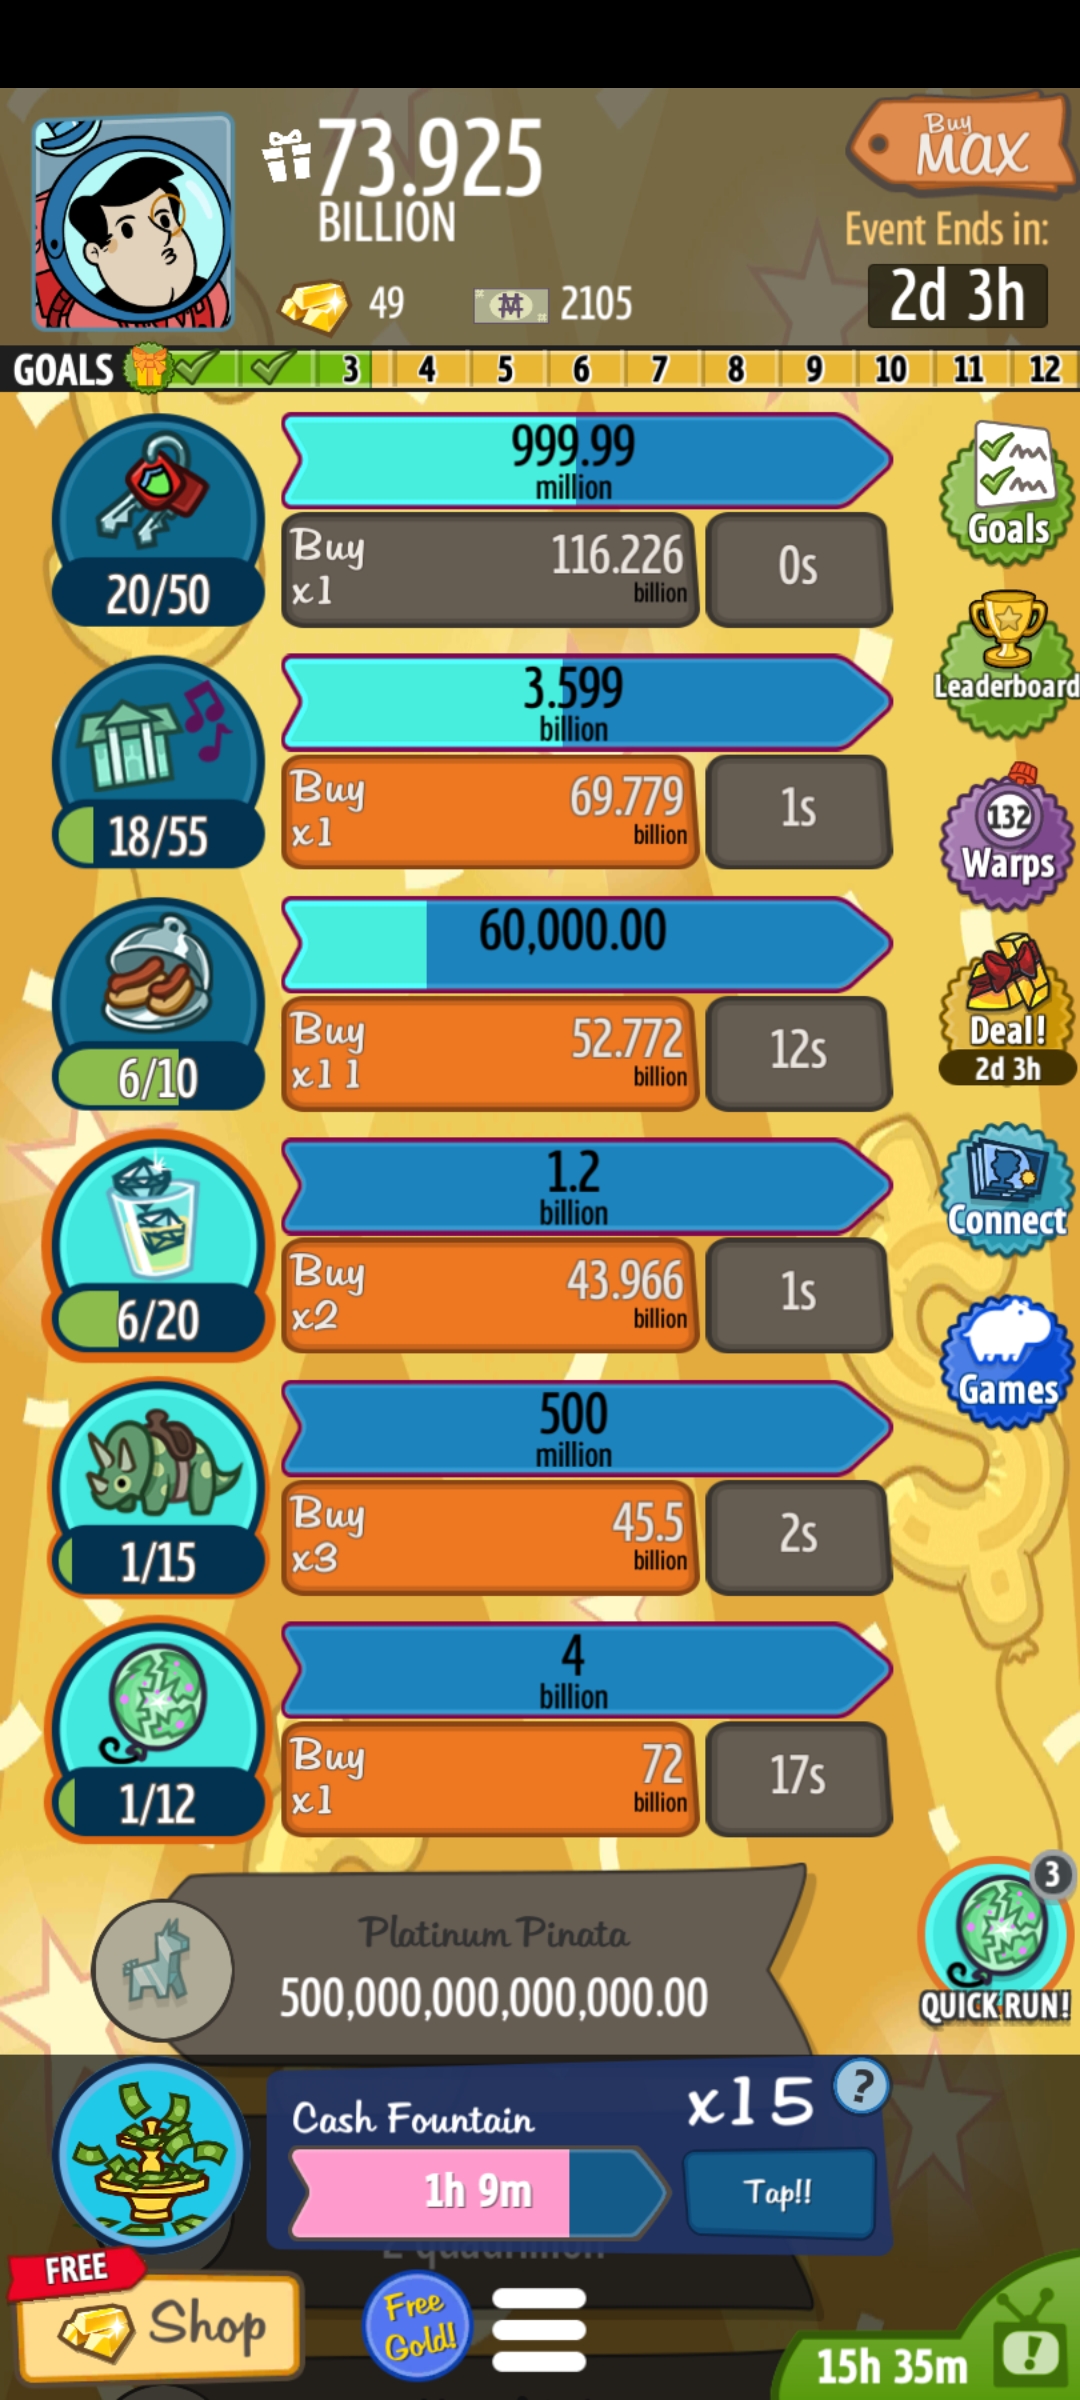 73.925
BILLION
Buy
MAX
Event Ends in:
2d 3h
49
2105
GOALS 3 4 5 6 7 8 9 10 11 12
999.99
million
20/50
Buy
x1
116.226
billion
0s
Goals
3.599
billion
18/55
Buy
x1
69.779
billion
1s
Leaderboard
132
Warps
60,000.00
6/10
Buy
x11
52.772
billion
12s
Deal!
2d 3h
1.2
billion
6/20
Buy
x2
43.966
billion
1s
Connect
500
million
1/15
Buy
x3
45.5
billion
2s
Games
4
billion
1/12
Buy
x1
72
billion
17s
Platinum Pinata
500,000,000,000,000.00
3
QUICK RUN!
Cash Fountain
x15
?
1h 9m
Tap!!
2 quadrillion
FREE
Shop
Free
Gold!
15h 35m
!